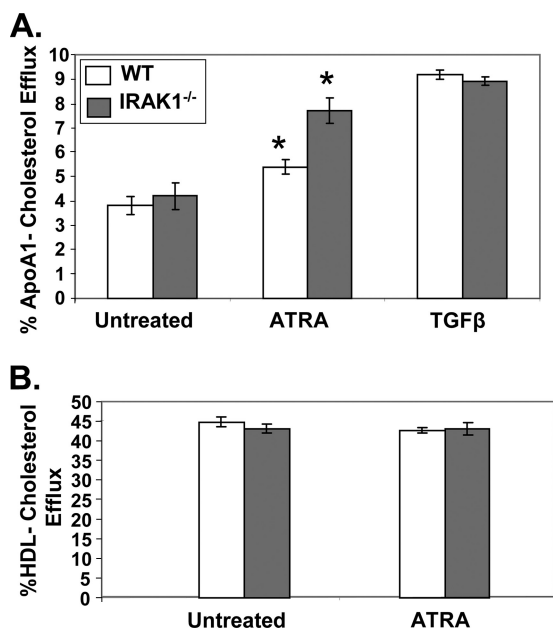 A.
% ApoA1- Cholesterol Efflux
10
9
8
7
6
5
4
3
2
1
0
WT
IRAK1-/-
*
*
Untreated
ATRA
TGFβ
B.
%HDL- Cholesterol
Efflux
50
45
40
35
30
25
20
15
10
5
0
Untreated
ATRA